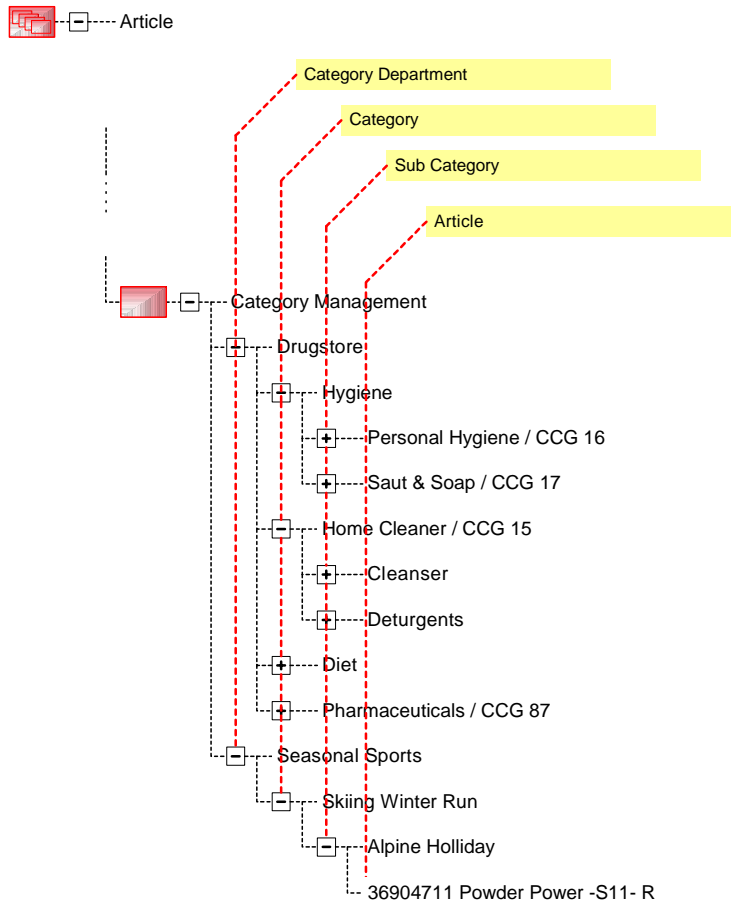 Article
Category Department
Category
Sub Category
Article
Category Management
Drugstore
Hygiene
Personal Hygiene / CCG 16
Saut & Soap / CCG 17
Home Cleaner / CCG 15
Cleanser
Deturgents
Diet
Pharmaceuticals / CCG 87
Seasonal Sports
Skiing Winter Run
Alpine Holliday
36904711 Powder Power -S11- R